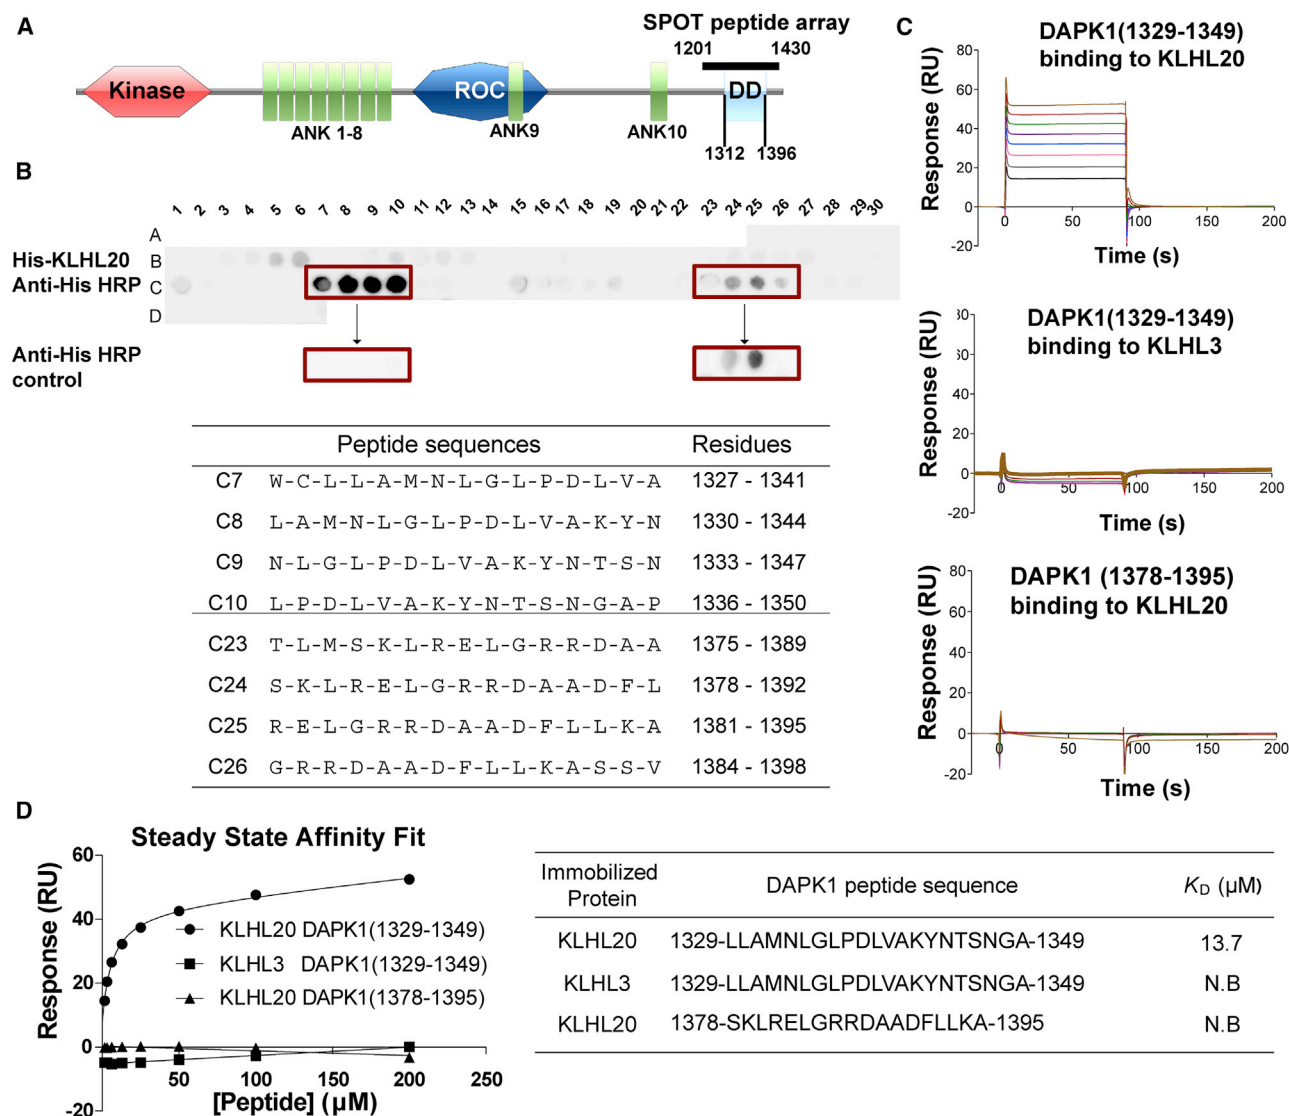 A
SPOT peptide array
1201 1430
Kinase
ROC
DD
ANK 1-8
ANK9
ANK10
1312 1396
B
1 2 3 4 5 6 7 8 9 10 11 12 13 14 15 16 17 18 19 20 21 22 23 24 25 26 27 28 29 30
A
His-KLHL20 B
Anti-His HRP C
D
Anti-His HRP
control
Peptide sequences Residues
C7 W-C-L-L-A-M-N-L-G-L-P-D-L-V-A 1327 - 1341
C8 L-A-M-N-L-G-L-P-D-L-V-A-K-Y-N 1330 - 1344
C9 N-L-G-L-P-D-L-V-A-K-Y-N-T-S-N 1333 - 1347
C10 L-P-D-L-V-A-K-Y-N-T-S-N-G-A-P 1336 - 1350
C23 T-L-M-S-K-L-R-E-L-G-R-R-D-A-A 1375 - 1389
C24 S-K-L-R-E-L-G-R-R-D-A-A-D-F-L 1378 - 1392
C25 R-E-L-G-R-R-D-A-A-D-F-L-L-K-A 1381 - 1395
C26 G-R-R-D-A-A-D-F-L-L-K-A-S-S-V 1384 - 1398
C
DAPK1(1329-1349)
binding to KLHL20
Response (RU)
80
60
40
20
0
-20
0 50 100 150 200
Time (s)
DAPK1(1329-1349)
binding to KLHL3
Response (RU)
80
60
40
20
0
-20
0 50 100 150 200
Time (s)
DAPK1 (1378-1395)
binding to KLHL20
Response (RU)
80
60
40
20
0
-20
0 50 100 150 200
Time (s)
D
Steady State Affinity Fit
Response (RU)
60
40
20
0
-20
KLHL20 DAPK1(1329-1349)
KLHL3 DAPK1(1329-1349)
KLHL20 DAPK1(1378-1395)
50 100 150 200 250
[Peptide] (µM)
Immobilized
Protein
DAPK1 peptide sequence
KD (µM)
KLHL20 1329-LLAMNLGLPDLVAKYNTSNGA-1349 13.7
KLHL3 1329-LLAMNLGLPDLVAKYNTSNGA-1349 N.B
KLHL20 1378-SKLRELGRRDAADFLLKA-1395 N.B